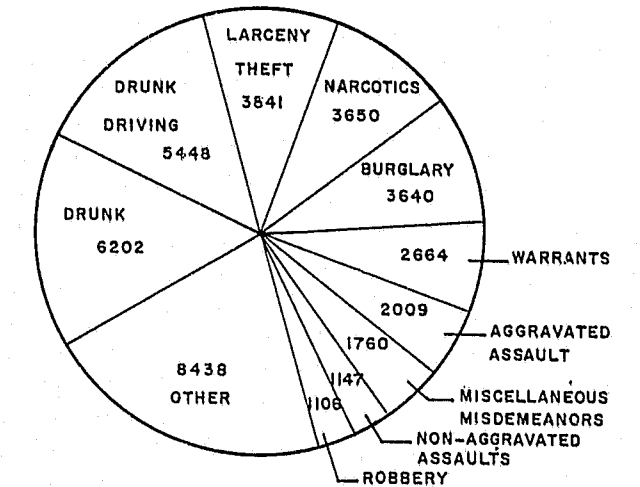 LARCENY
THEFT
3841
NARCOTICS
3650
BURGLARY
3640
2664
WARRANTS
2009
AGGRAVATED
ASSAULT
1760
MISCELLANEOUS
MISDEMEANORS
1147
NON-AGGRAVATED
ASSAULTS
1106
ROBBERY
8438
OTHER
DRUNK
6202
DRUNK
DRIVING
5448